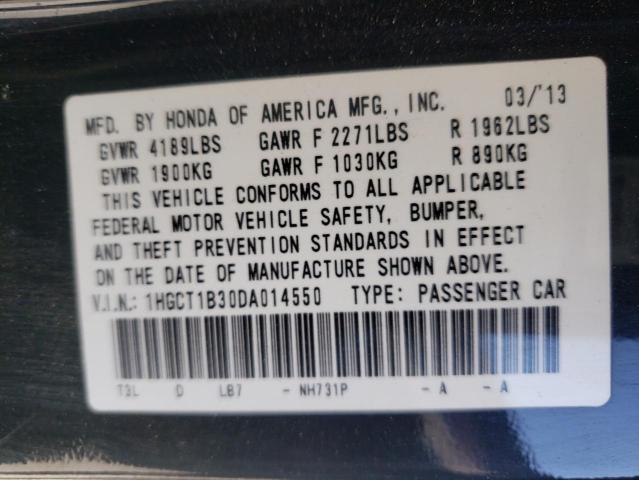 MFD. BY HONDA OF AMERICA MFG., INC. 03/'13
GVWR 4189LBS GAWR F 2271LBS R 1962LBS
GVWR 1900KG GAWR F 1030KG R 890KG
THIS VEHICLE CONFORMS TO ALL APPLICABLE
FEDERAL MOTOR VEHICLE SAFETY, BUMPER,
AND THEFT PREVENTION STANDARDS IN EFFECT
ON THE DATE OF MANUFACTURE SHOWN ABOVE.
V.I.N.: 1HGCT1B30DA014550 TYPE: PASSENGER CAR
T3L D LB7 - NH731P - A - A